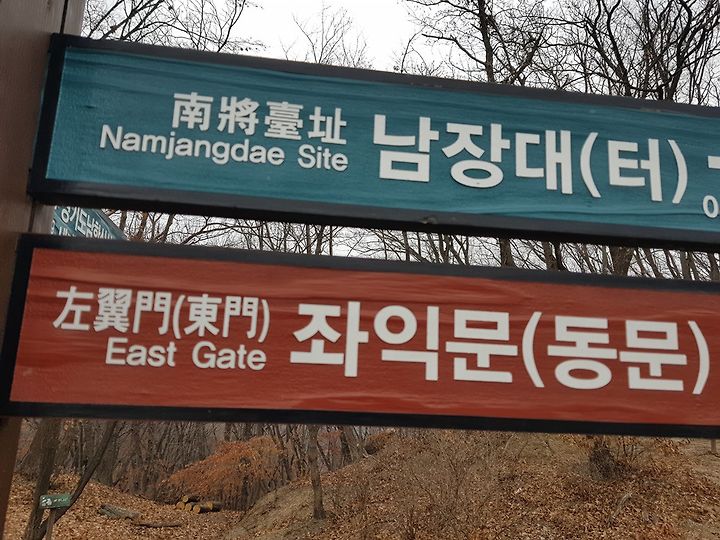 南將臺址
Namjangdae Site
남장대(터)
左翼門(東門)
East Gate
좌익문(동문)